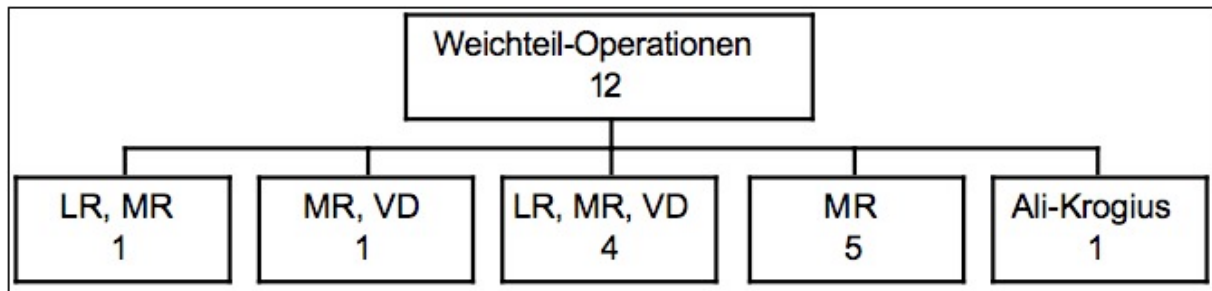 Weichteil-Operationen
12
LR, MR
1
MR, VD
1
LR, MR, VD
4
MR
5
Ali-Krogius
1